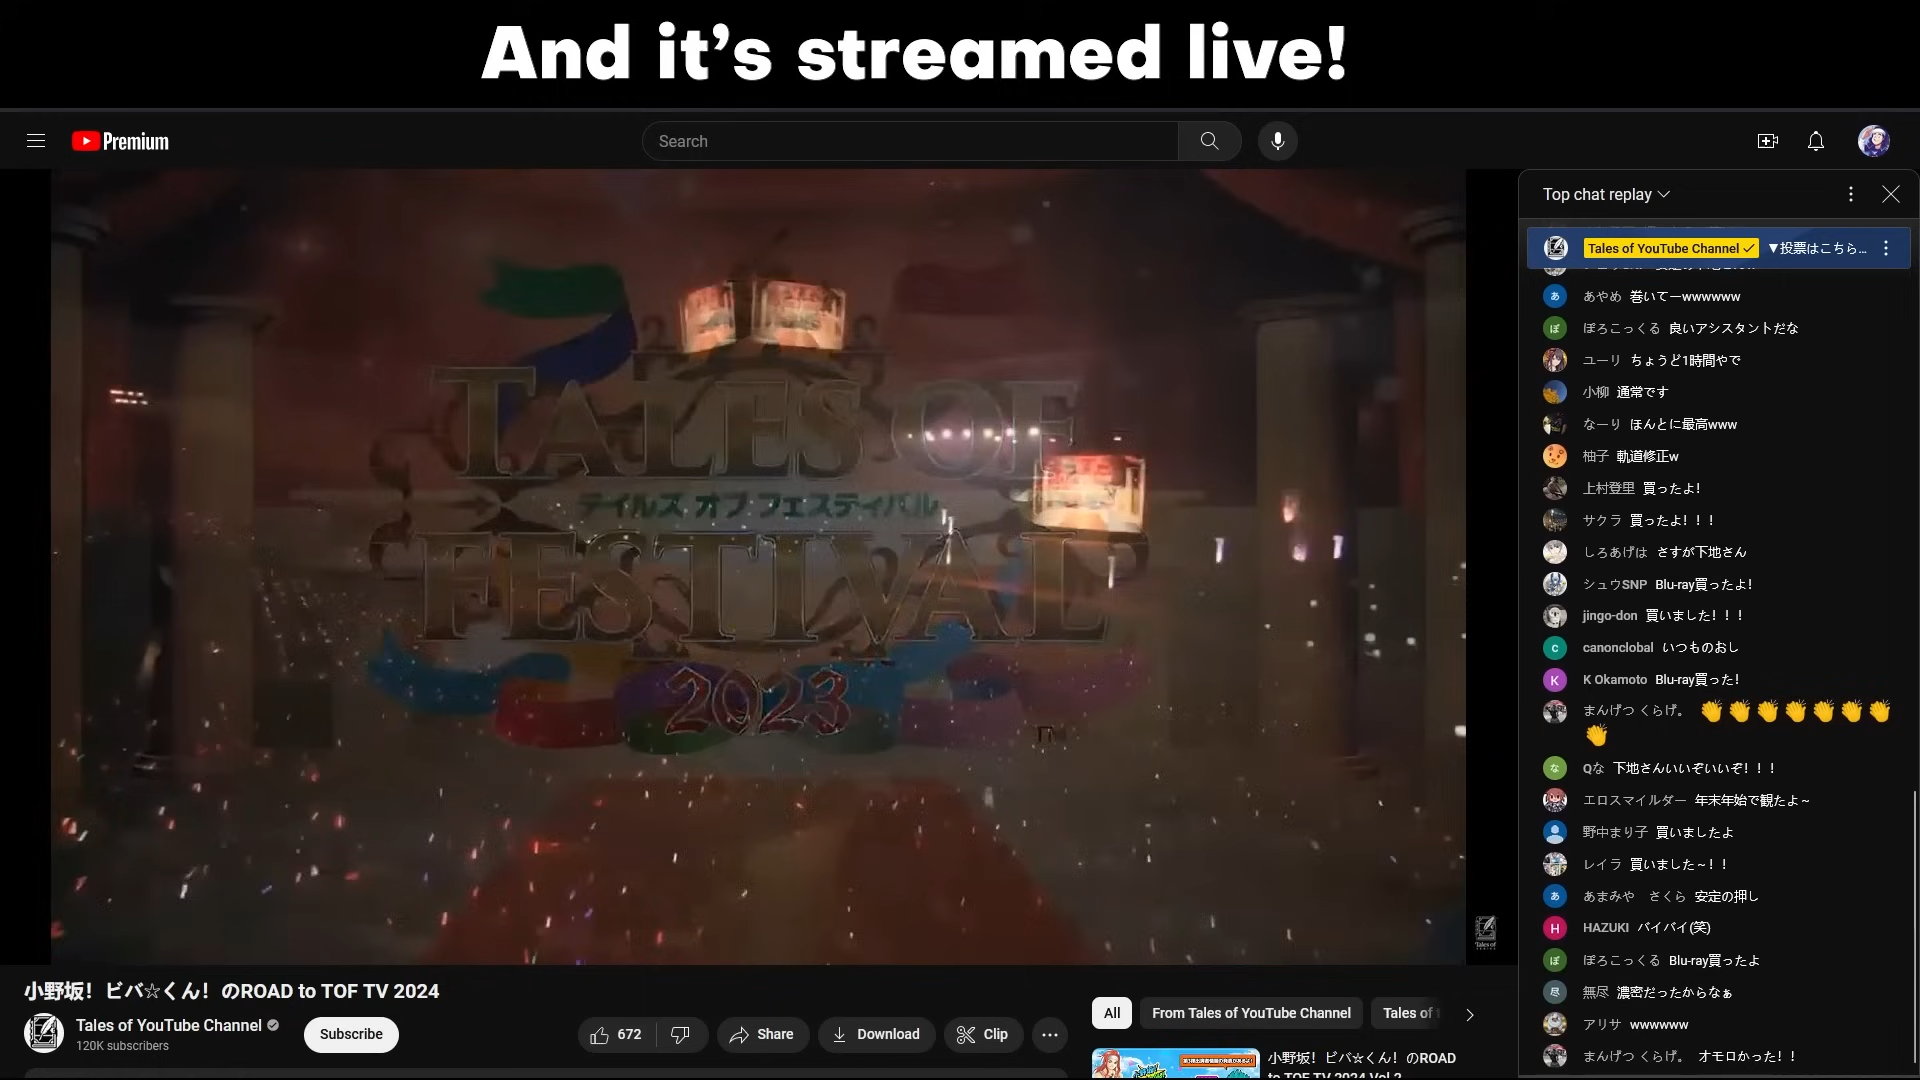 And it's streamed live!
Premium
Search
TALES OF
テイルズ オブ フェスティバル
FESTIVAL
2023
Tales of
小野坂！ビバ☆くん！のROAD to TOF TV 2024
Tales of YouTube Channel
120K subscribers
Subscribe
672
Share
Download
Clip
All
From Tales of YouTube Channel
Tales of
小野坂！ビバ☆くん！のROAD
to TOF TV 2024 Vol.2
Top chat replay
Tales of YouTube Channel ▼投票はこちら...
あ あやめ 巻いてーwwwwww
ぽ ぽろこっくる 良いアシスタントだな
ユーリ ちょうど1時間やで
小柳 通常です
なーり ほんとに最高www
柚子 軌道修正w
上村登里 買ったよ！
サクラ 買ったよ！！！
しろあげは さすが下地さん
シュウSNP Blu-ray買ったよ！
jingo-don 買いました！！！
c canonclobal いつものおし
K K Okamoto Blu-ray買った！
まんげつ くらげ。 👏👏👏👏👏👏👏
👏
な Qな 下地さんいいぞいいぞ！！！
エロスマイルダー 年末年始で観たよ～
野中まり子 買いましたよ
レイラ 買いました～！！
あ あまみや　さくら 安定の押し
H HAZUKI バイバイ(笑)
ぽ ぽろこっくる Blu-ray買ったよ
尽 無尽 濃密だったからなぁ
アリサ wwwwww
まんげつ くらげ。 オモロかった！！